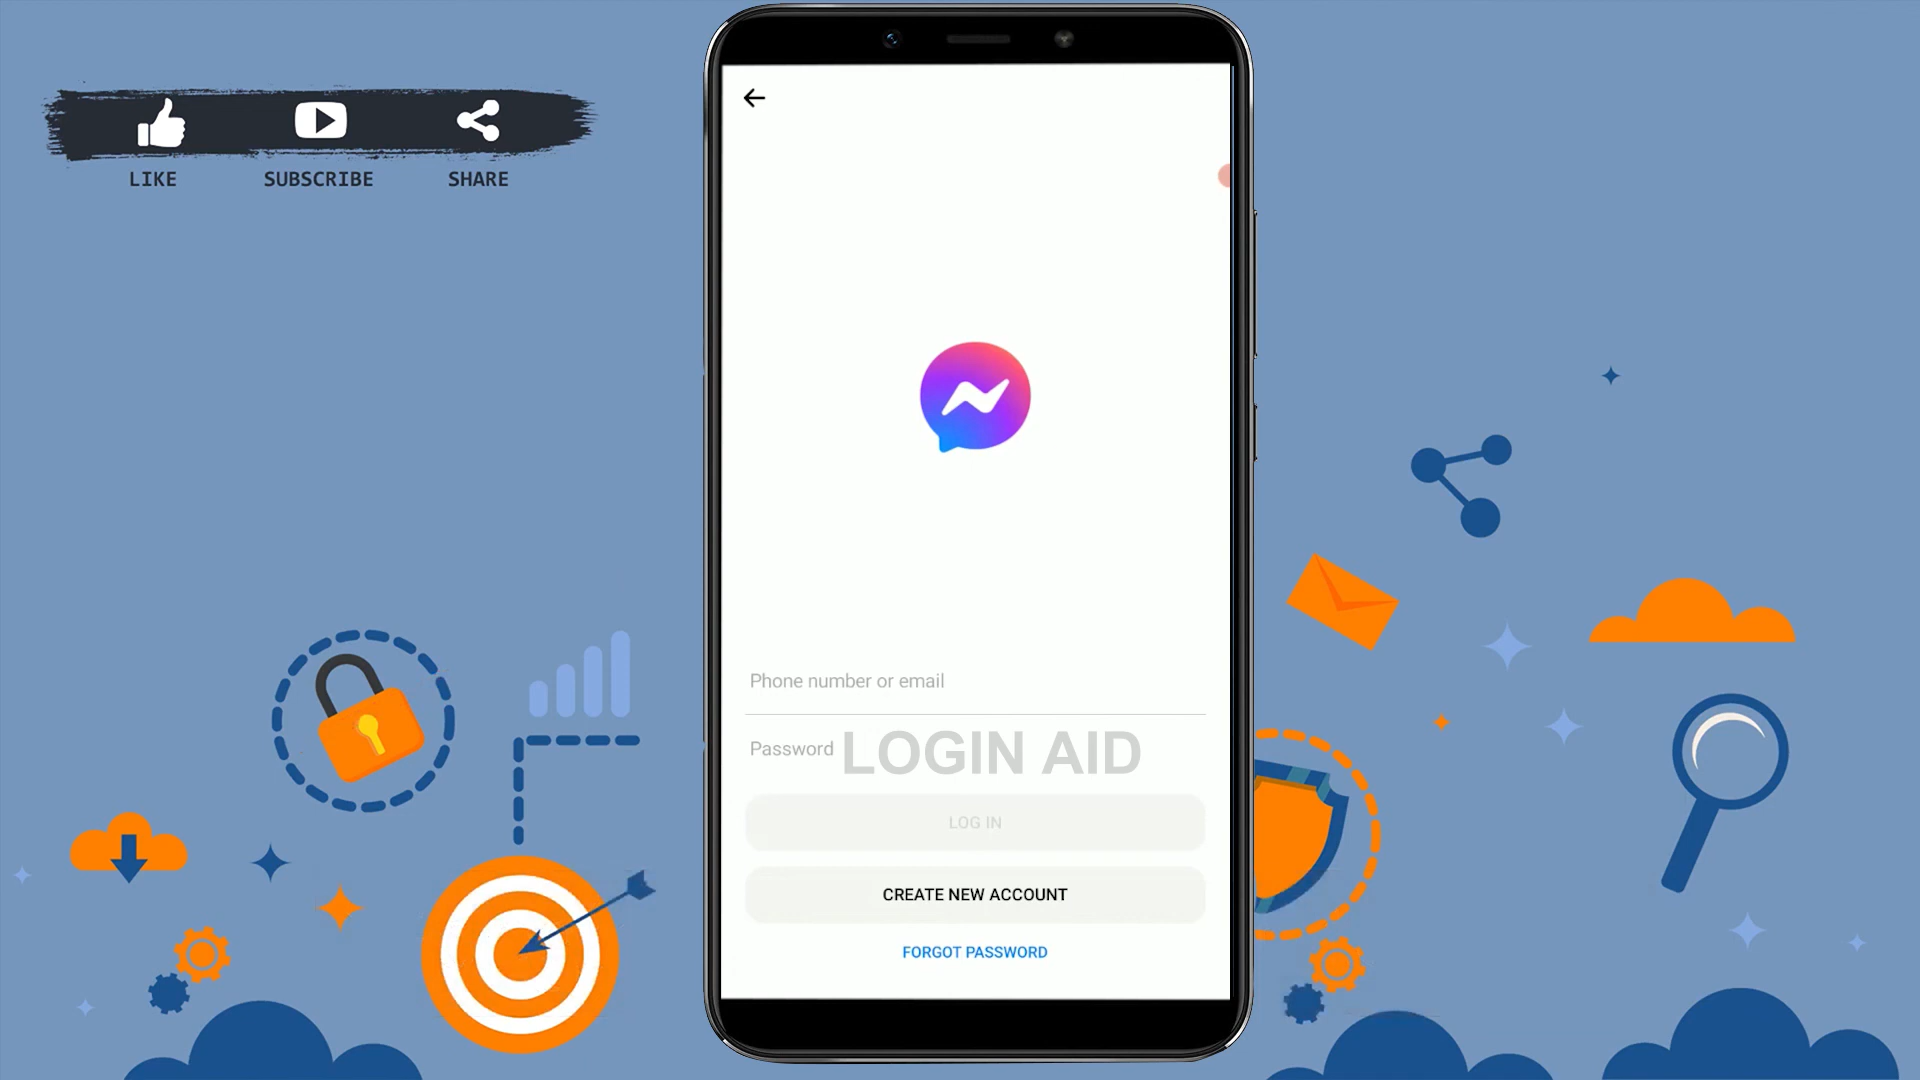 LIKE SUBSCRIBE SHARE
Phone number or email
Password
LOGIN AID
LOG IN
CREATE NEW ACCOUNT
FORGOT PASSWORD